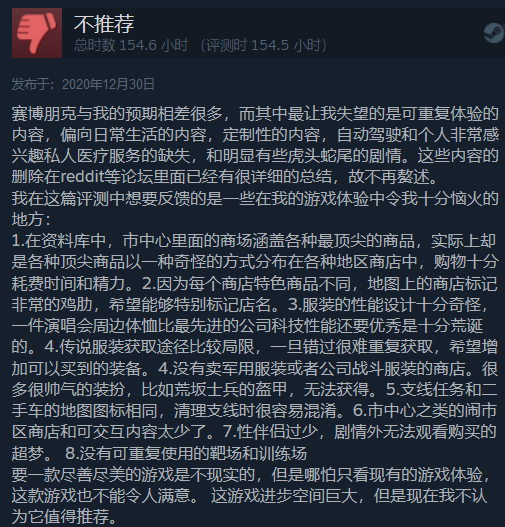 不推荐
总时数 154.6 小时 （评测时 154.5 小时）
发布于：2020年12月30日
赛博朋克与我的预期相差很多，而其中最让我失望的是可重复体验的
内容，偏向日常生活的内容，定制性的内容，自动驾驶和个人非常感
兴趣私人医疗服务的缺失，和明显有些虎头蛇尾的剧情。这些内容的
删除在reddit等论坛里面已经有很详细的总结，故不再赘述。
我在这篇评测中想要反馈的是一些在我的游戏体验中令我十分恼火的
地方：
1.在资料库中，市中心里面的商场涵盖各种最顶尖的商品，实际上却
是各种顶尖商品以一种奇怪的方式分布在各种地区商店中，购物十分
耗费时间和精力。2.因为每个商店特色商品不同，地图上的商店标记
非常的鸡肋，希望能够特别标记店名。3.服装的性能设计十分奇怪，
一件演唱会周边体恤比最先进的公司科技性能还要优秀是十分荒诞
的。4.传说服装获取途径比较局限，一旦错过很难重复获取，希望增
加可以买到的装备。4.没有卖军用服装或者公司战斗服装的商店。很
多很帅气的装扮，比如荒坂士兵的盔甲，无法获得。5.支线任务和二
手车的地图图标相同，清理支线时很容易混淆。6.市中心之类的闹市
区商店和可交互内容太少了。7.性伴侣过少，剧情外无法观看购买的
超梦。 8.没有可重复使用的靶场和训练场
要一款尽善尽美的游戏是不现实的，但是哪怕只看现有的游戏体验，
这款游戏也不能令人满意。 这游戏进步空间巨大，但是现在我不认
为它值得推荐。